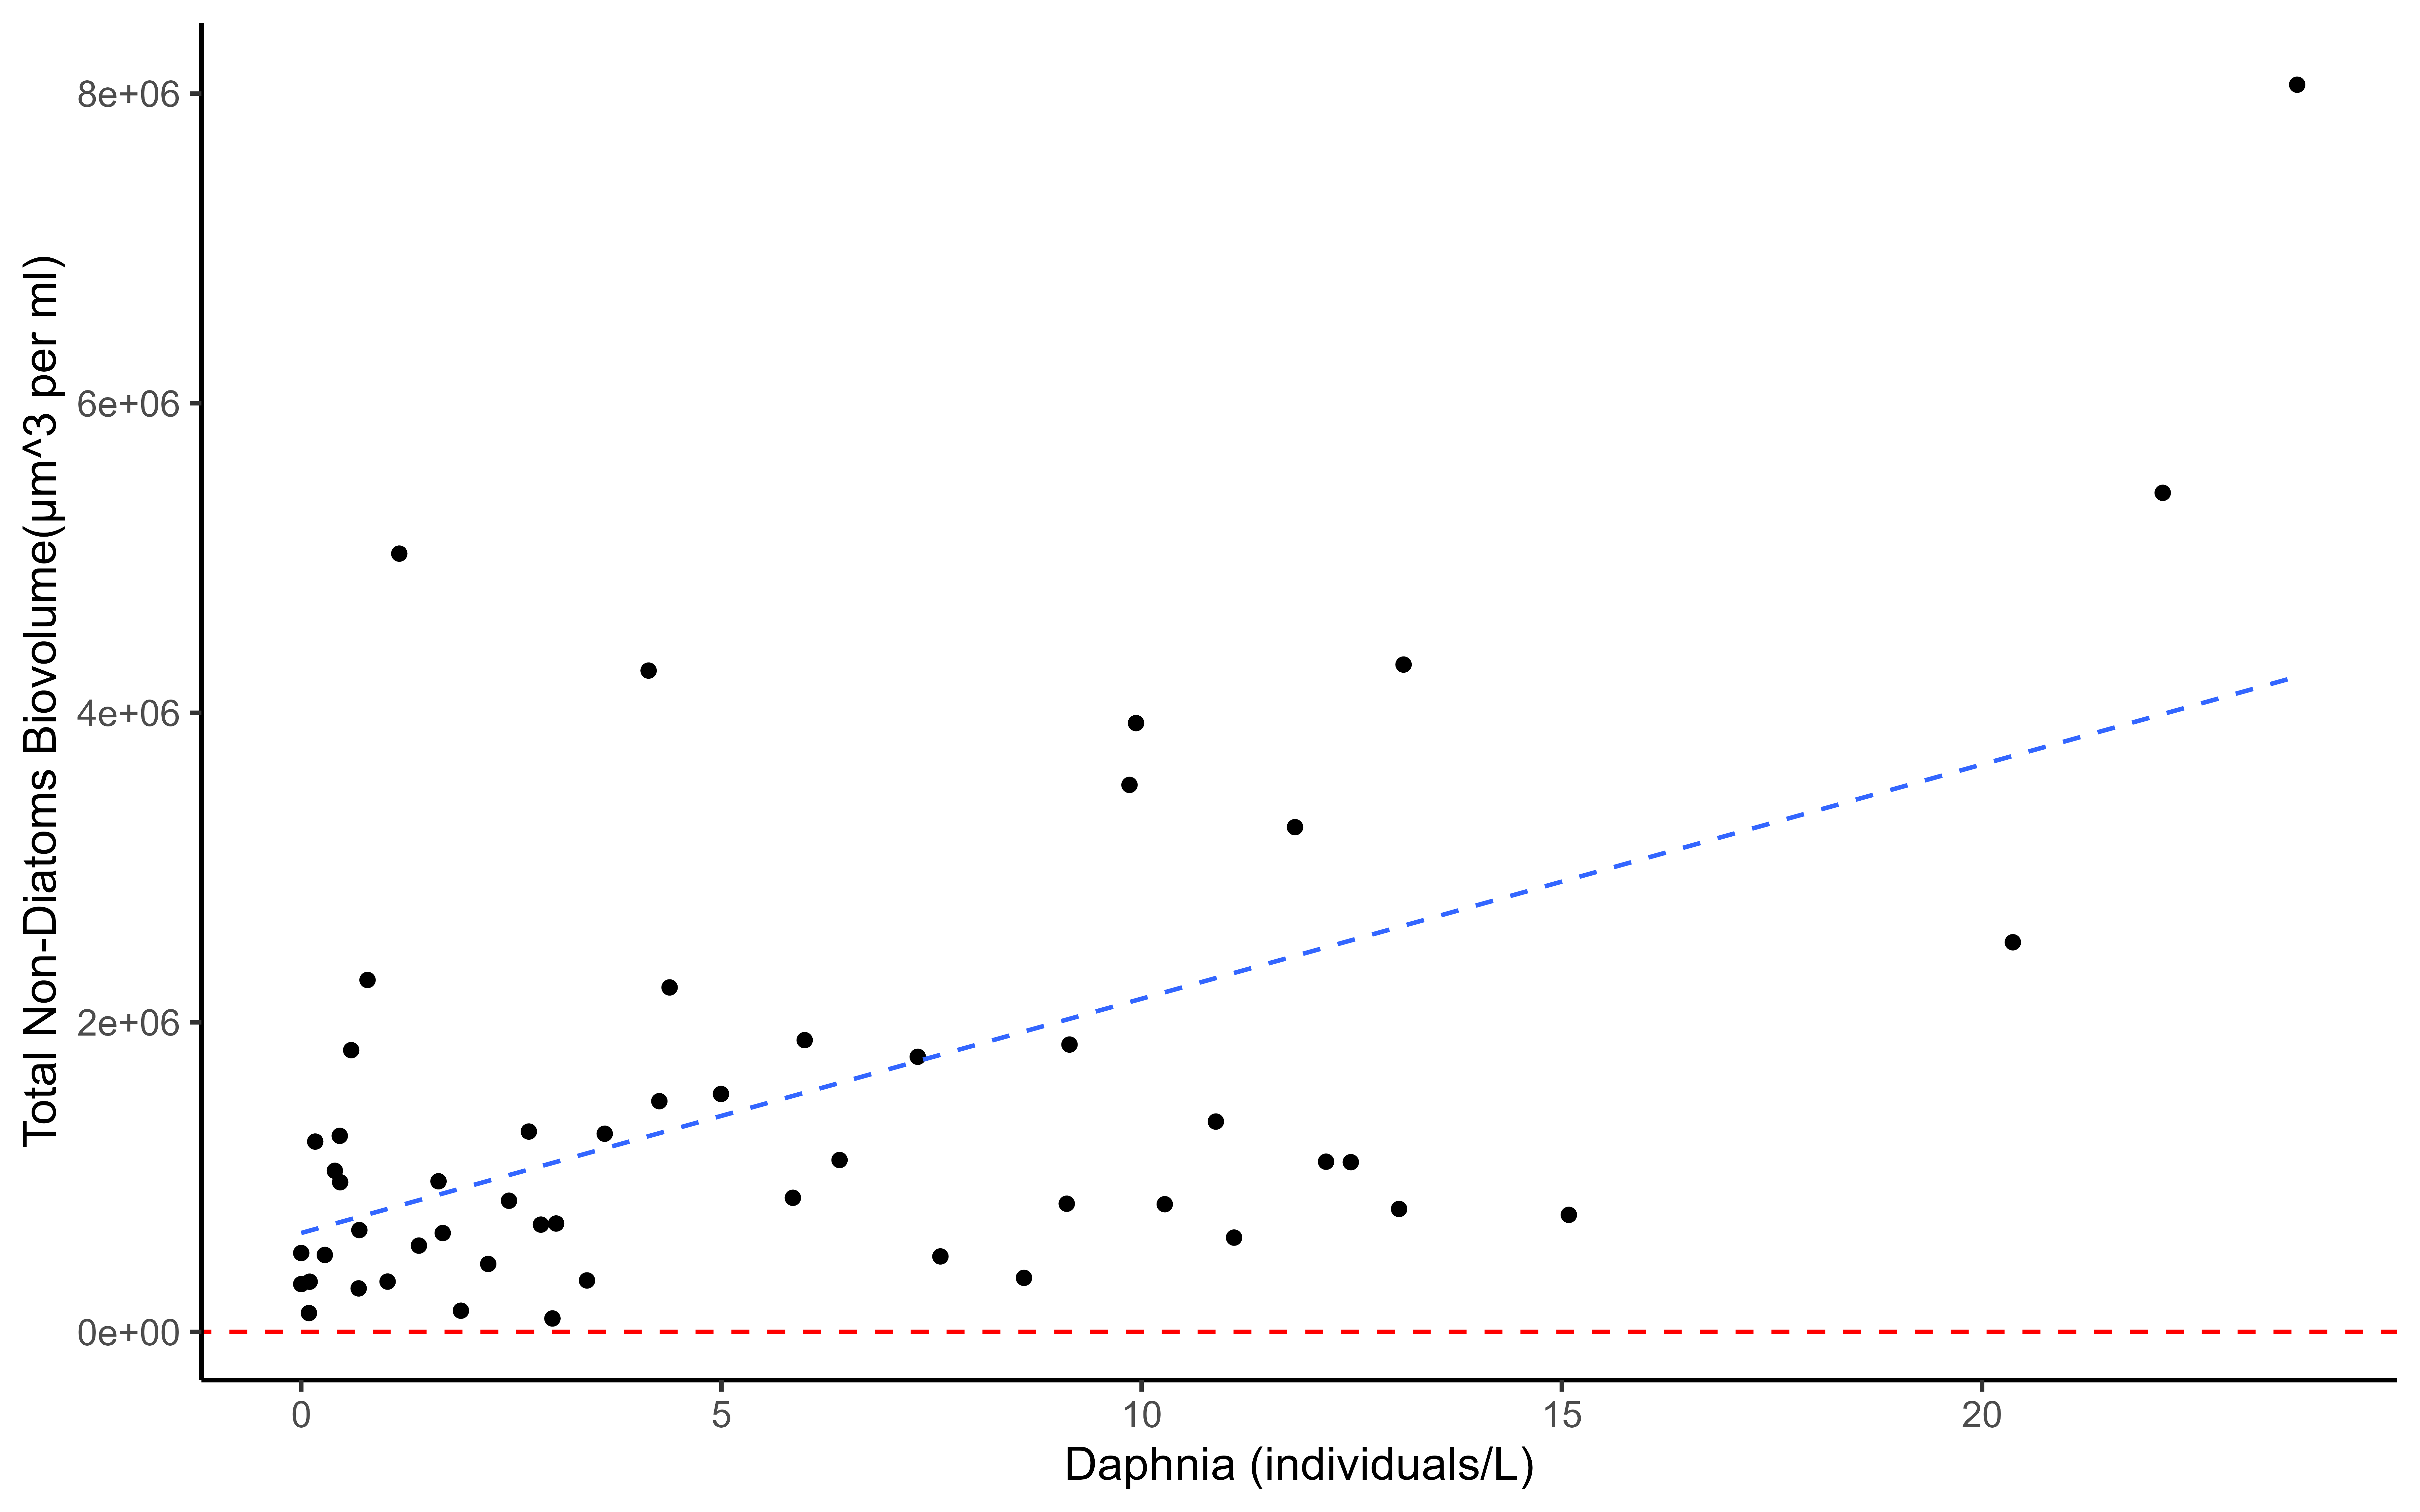 Total Non-Diatoms Biovolume(µm^3 per ml)
8e+06
6e+06
4e+06
2e+06
0e+00
0 5 10 15 20
Daphnia (individuals/L)